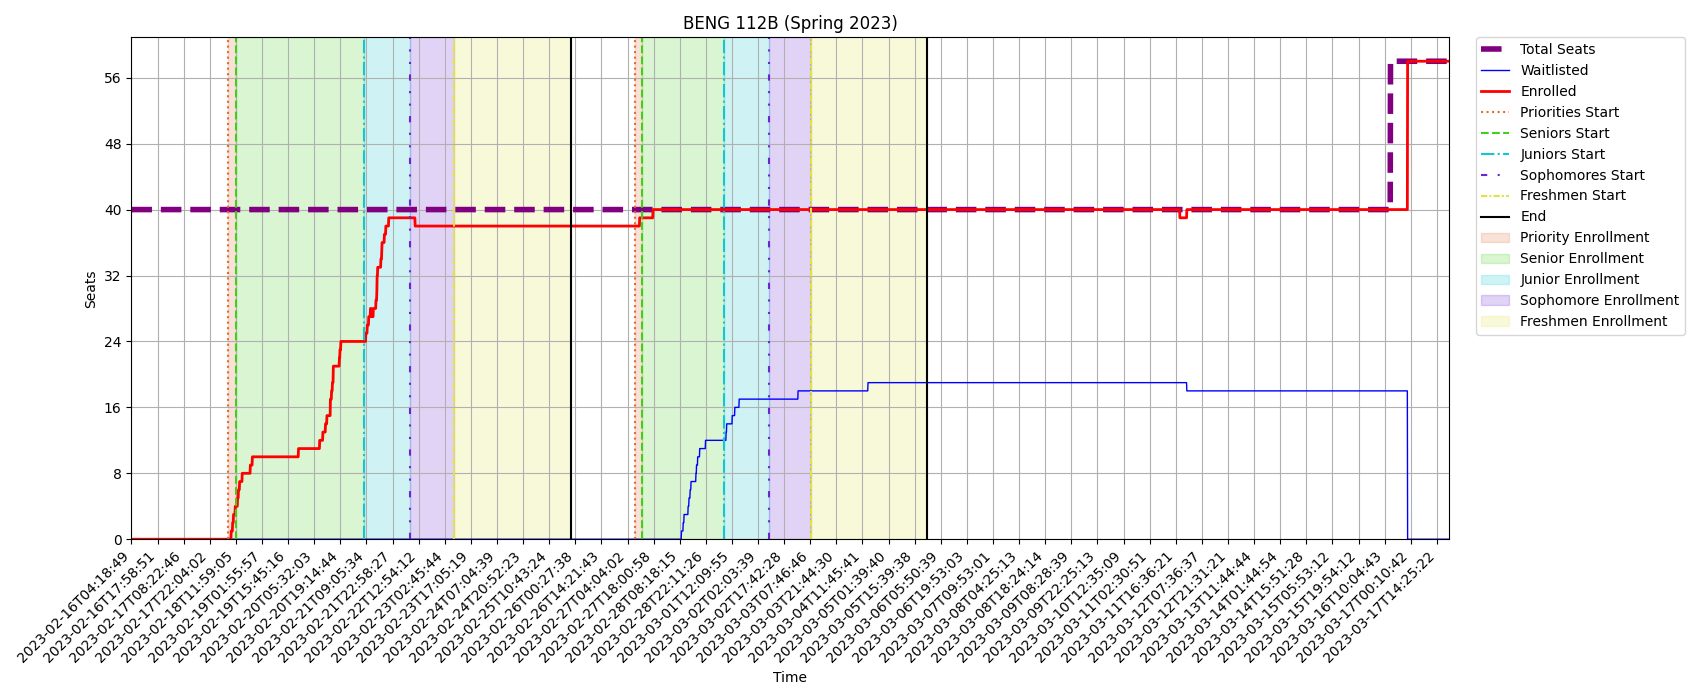 BENG 112B (Spring 2023)
Seats
56
48
40
32
24
16
8
0
2023-02-16T04:18:49
2023-02-16T17:58:51
2023-02-17T08:22:46
2023-02-17T22:04:02
2023-02-18T11:59:05
2023-02-19T01:55:57
2023-02-19T15:45:16
2023-02-20T05:32:03
2023-02-20T19:14:44
2023-02-21T09:05:34
2023-02-21T22:58:27
2023-02-22T12:54:12
2023-02-23T02:45:44
2023-02-23T17:05:19
2023-02-24T07:04:39
2023-02-24T20:52:23
2023-02-25T10:43:24
2023-02-26T00:27:38
2023-02-26T14:21:43
2023-02-27T04:04:02
2023-02-27T18:00:58
2023-02-28T08:18:15
2023-02-28T22:11:26
2023-03-01T12:09:55
2023-03-02T02:03:39
2023-03-02T17:42:28
2023-03-03T07:46:46
2023-03-03T21:44:30
2023-03-04T11:45:41
2023-03-05T01:39:40
2023-03-05T15:39:38
2023-03-06T05:50:39
2023-03-06T19:53:03
2023-03-07T09:53:01
2023-03-08T04:25:13
2023-03-08T18:24:14
2023-03-09T08:28:39
2023-03-09T22:25:13
2023-03-10T12:35:09
2023-03-11T02:30:51
2023-03-11T16:36:21
2023-03-12T07:36:37
2023-03-12T21:31:21
2023-03-13T11:44:44
2023-03-14T01:44:54
2023-03-14T15:51:28
2023-03-15T05:53:12
2023-03-15T19:54:12
2023-03-16T10:04:43
2023-03-17T00:10:42
2023-03-17T14:25:22
Time
Total Seats
Waitlisted
Enrolled
Priorities Start
Seniors Start
Juniors Start
Sophomores Start
Freshmen Start
End
Priority Enrollment
Senior Enrollment
Junior Enrollment
Sophomore Enrollment
Freshmen Enrollment